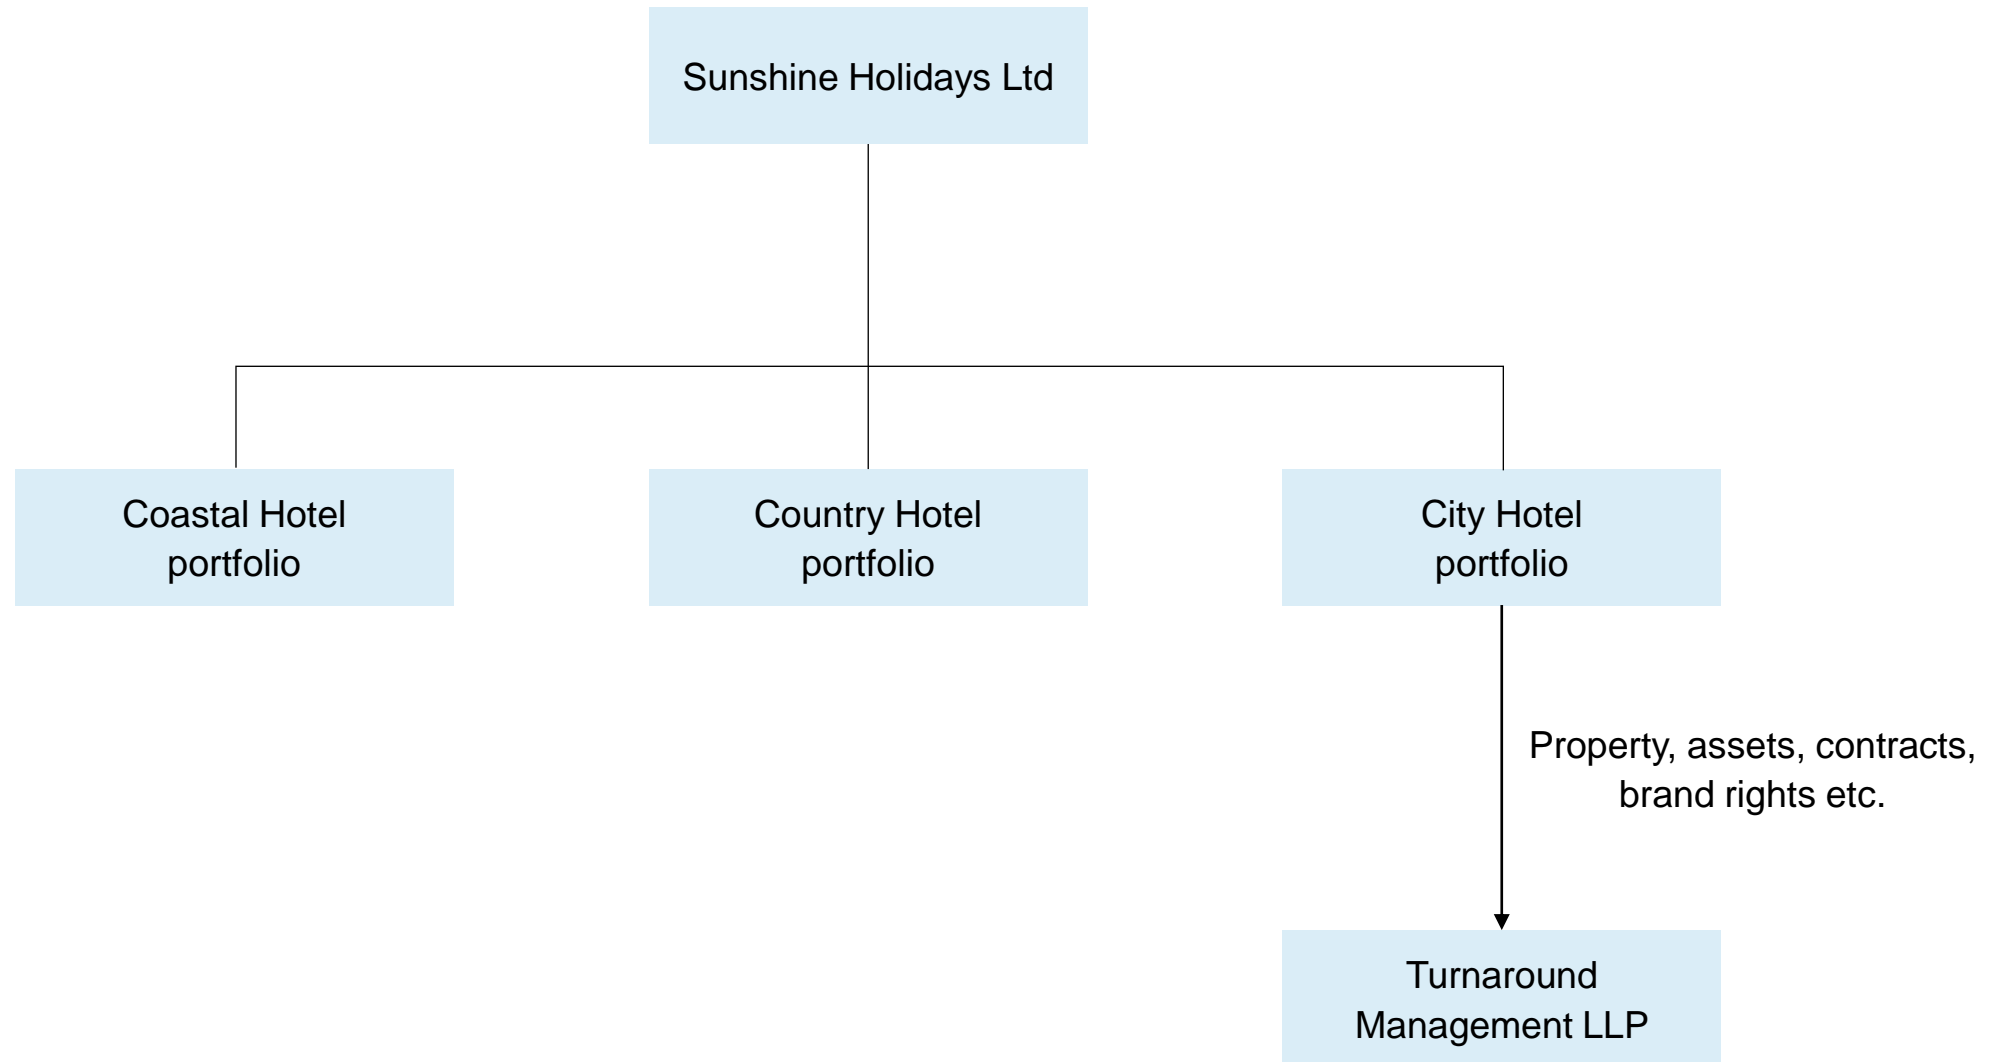 Sunshine Holidays Ltd
Coastal Hotel
portfolio
Country Hotel
portfolio
City Hotel
portfolio
Property, assets, contracts,
brand rights etc.
Turnaround
Management LLP